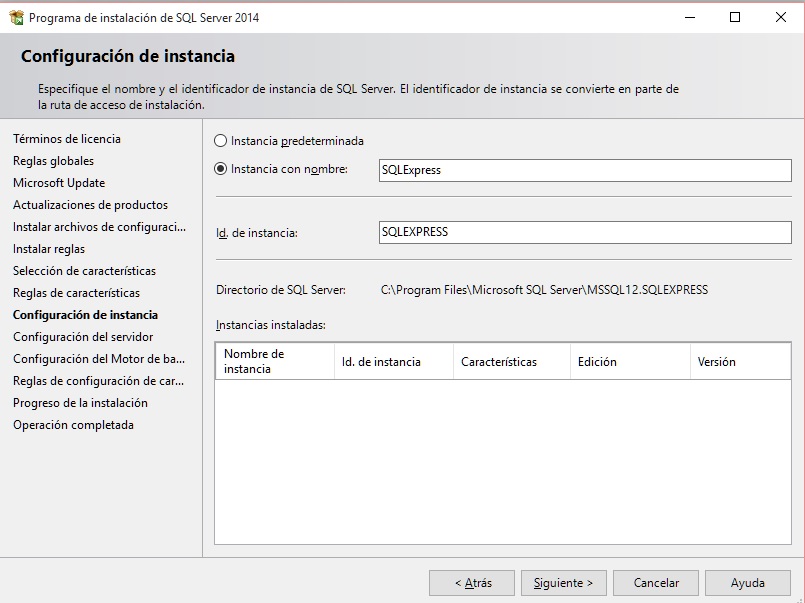 Programa de instalación de SQL Server 2014
Configuración de instancia
Especifique el nombre y el identificador de instancia de SQL Server. El identificador de instancia se convierte en parte de
la ruta de acceso de instalación.
Términos de licencia
Reglas globales
Microsoft Update
Actualizaciones de productos
Instalar archivos de configuraci...
Instalar reglas
Selección de características
Reglas de características
Configuración de instancia
Configuración del servidor
Configuración del Motor de ba...
Reglas de configuración de car...
Progreso de la instalación
Operación completada
Instancia predeterminada
Instancia con nombre: SQLExpress
Id. de instancia: SQLEXPRESS
Directorio de SQL Server: C:\Program Files\Microsoft SQL Server\MSSQL12.SQLEXPRESS
Instancias instaladas:
Nombre de
instancia
Id. de instancia
Características
Edición
Versión
< Atrás
Siguiente >
Cancelar
Ayuda